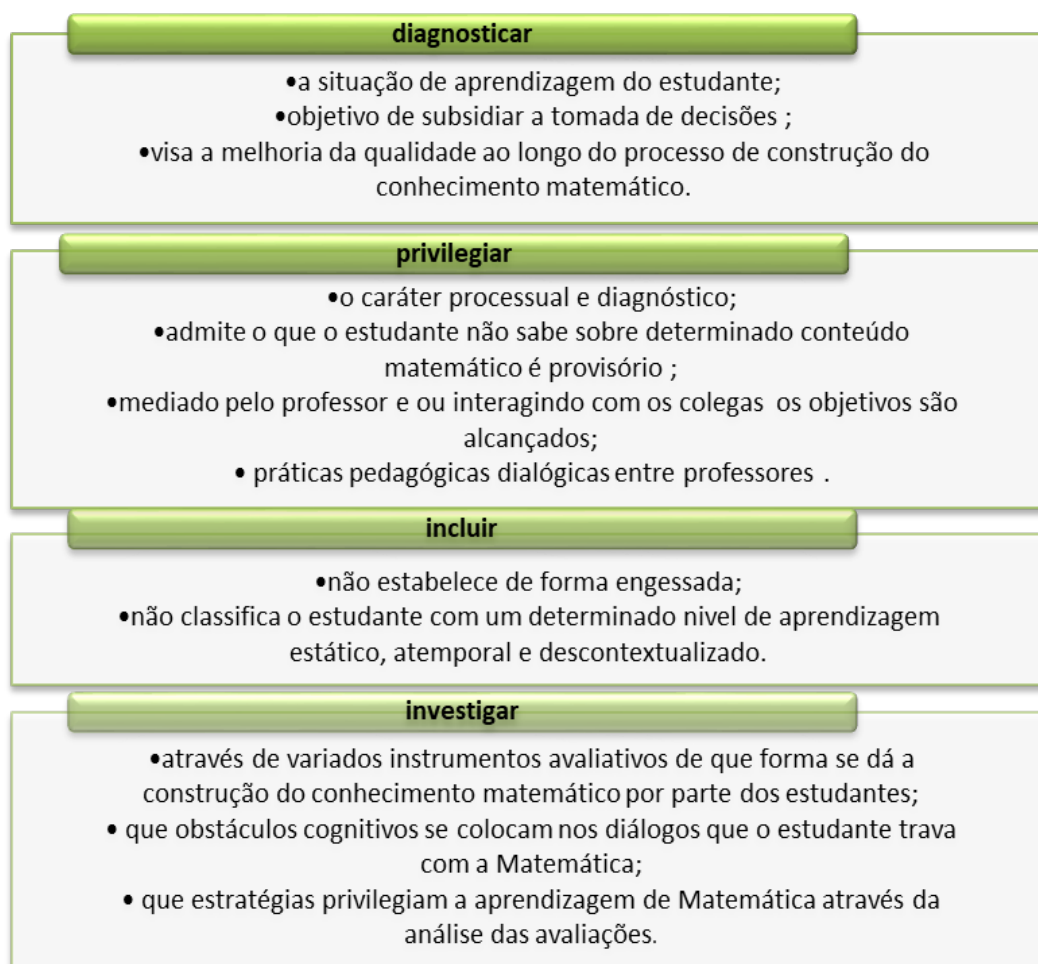 diagnosticar
•a situação de aprendizagem do estudante;
•objetivo de subsidiar a tomada de decisões ;
•visa a melhoria da qualidade ao longo do processo de construção do
conhecimento matemático.
privilegiar
•o caráter processual e diagnóstico;
•admite o que o estudante não sabe sobre determinado conteúdo
matemático é provisório ;
•mediado pelo professor e ou interagindo com os colegas os objetivos são
alcançados;
• práticas pedagógicas dialógicas entre professores .
incluir
•não estabelece de forma engessada;
•não classifica o estudante com um determinado nivel de aprendizagem
estático, atemporal e descontextualizado.
investigar
•através de variados instrumentos avaliativos de que forma se dá a
construção do conhecimento matemático por parte dos estudantes;
• que obstáculos cognitivos se colocam nos diálogos que o estudante trava
com a Matemática;
• que estratégias privilegiam a aprendizagem de Matemática através da
análise das avaliações.